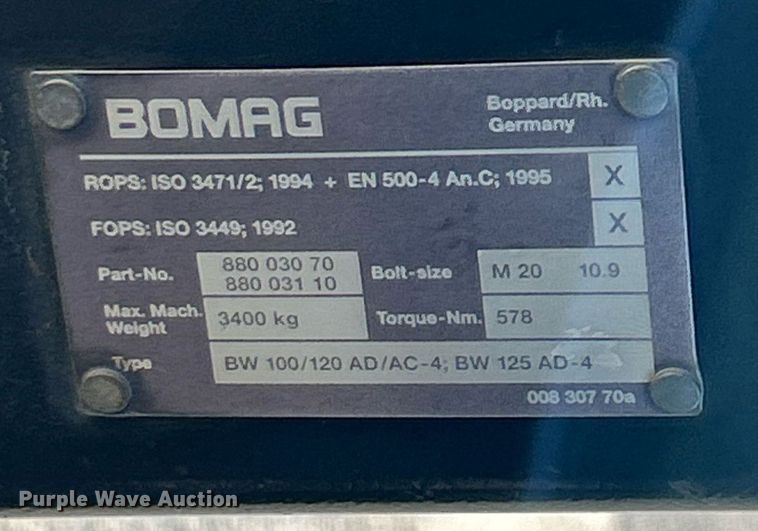 BOMAG
Boppard/Rh.
Germany
ROPS: ISO 3471/2; 1994 + EN 500-4 An.C; 1995 X
FOPS: ISO 3449; 1992 X
Part-No. 880 030 70
880 031 10
Bolt-size M 20 10.9
Max. Mach.
Weight 3400 kg
Torque-Nm. 578
Type BW 100/120 AD/AC-4; BW 125 AD-4
008 307 70a
Purple Wave Auction